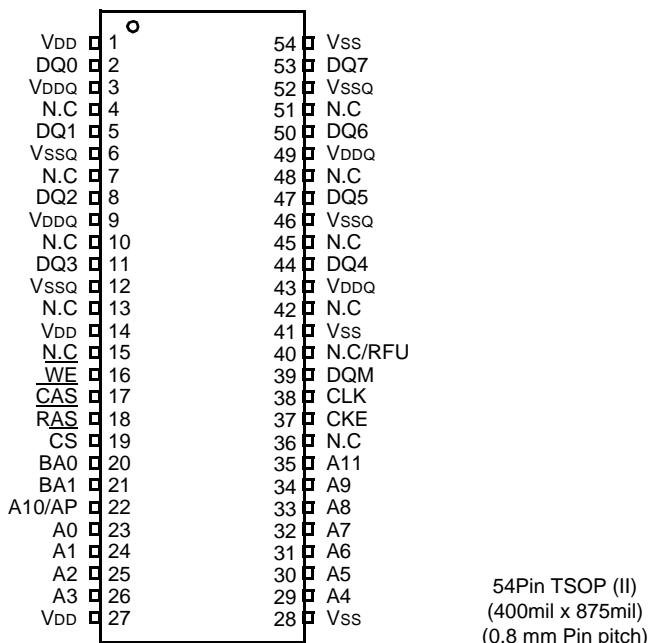 VDD 1 54 VSS
DQ0 2 53 DQ7
VDDQ 3 52 VSSQ
N.C 4 51 N.C
DQ1 5 50 DQ6
VSSQ 6 49 VDDQ
N.C 7 48 N.C
DQ2 8 47 DQ5
VDDQ 9 46 VSSQ
N.C 10 45 N.C
DQ3 11 44 DQ4
VSSQ 12 43 VDDQ
N.C 13 42 N.C
VDD 14 41 VSS
N.C 15 40 N.C/RFU
WE 16 39 DQM
CAS 17 38 CLK
RAS 18 37 CKE
CS 19 36 N.C
BA0 20 35 A11
BA1 21 34 A9
A10/AP 22 33 A8
A0 23 32 A7
A1 24 31 A6
A2 25 30 A5
A3 26 29 A4
VDD 27 28 VSS
54Pin TSOP (II)
(400mil x 875mil)
(0.8 mm Pin pitch)